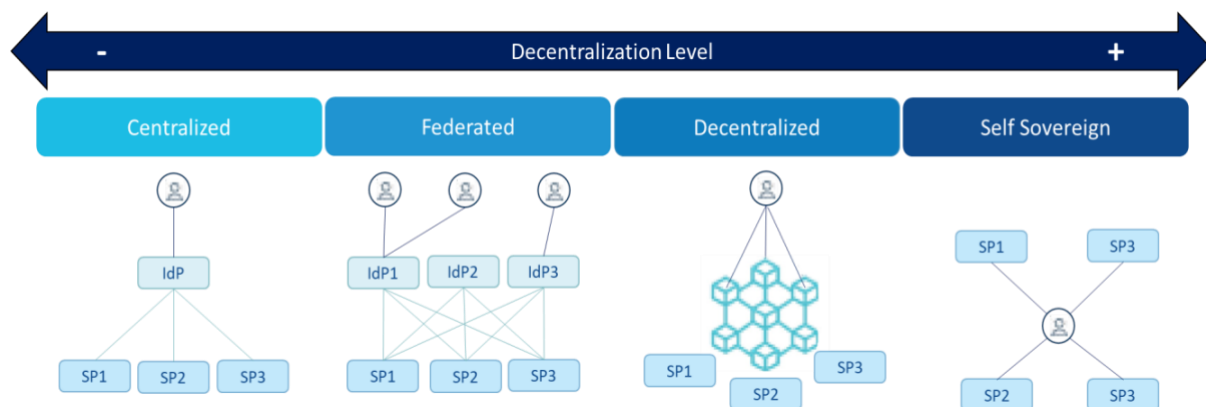 - Decentralization Level +
Centralized Federated Decentralized Self Sovereign
SP1 SP3
IdP IdP1 IdP2 IdP3
SP1 SP2 SP3 SP1 SP2 SP3 SP1 SP2 SP3 SP2 SP3